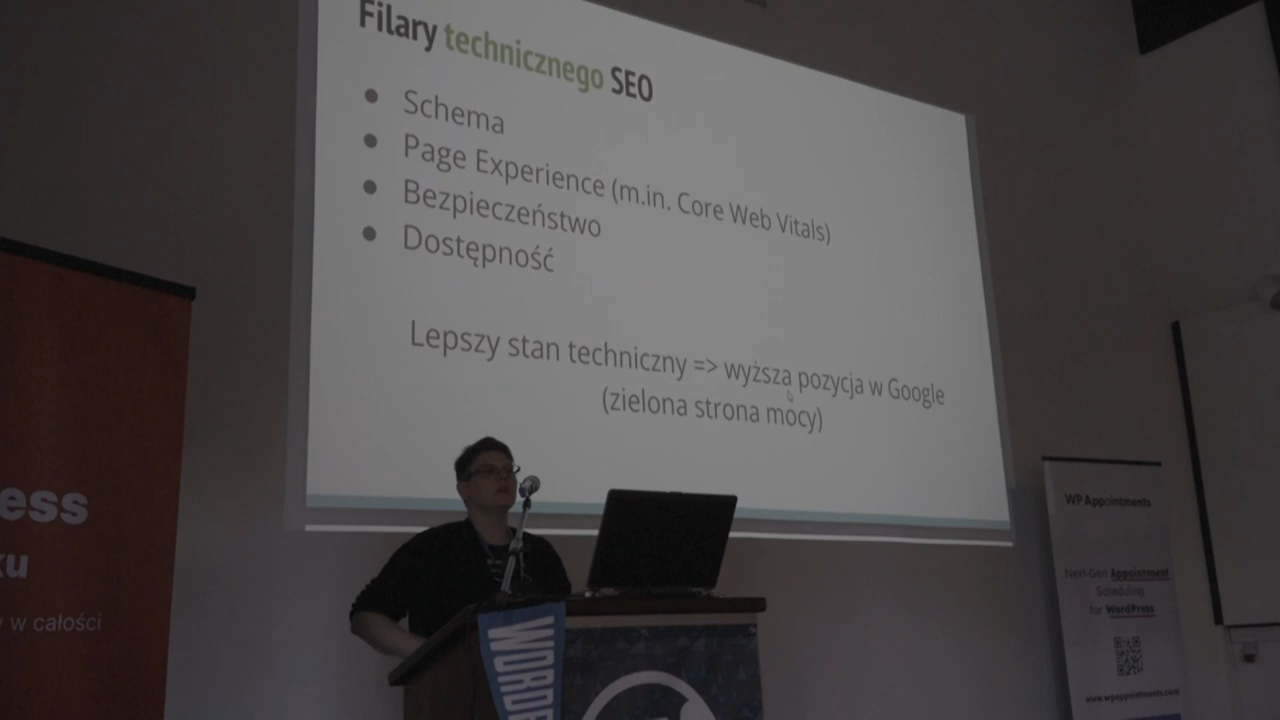 Filary technicznego SEO
Schema
Page Experience (m.in. Core Web Vitals)
Bezpieczeństwo
Dostępność
Lepszy stan techniczny => wyższa pozycja w Google
(zielona strona mocy)
ess
ku
y w całości
WORD
WP Appointments
Next-Gen Appointment
Scheduling
for WordPress
www.wpappointments.com